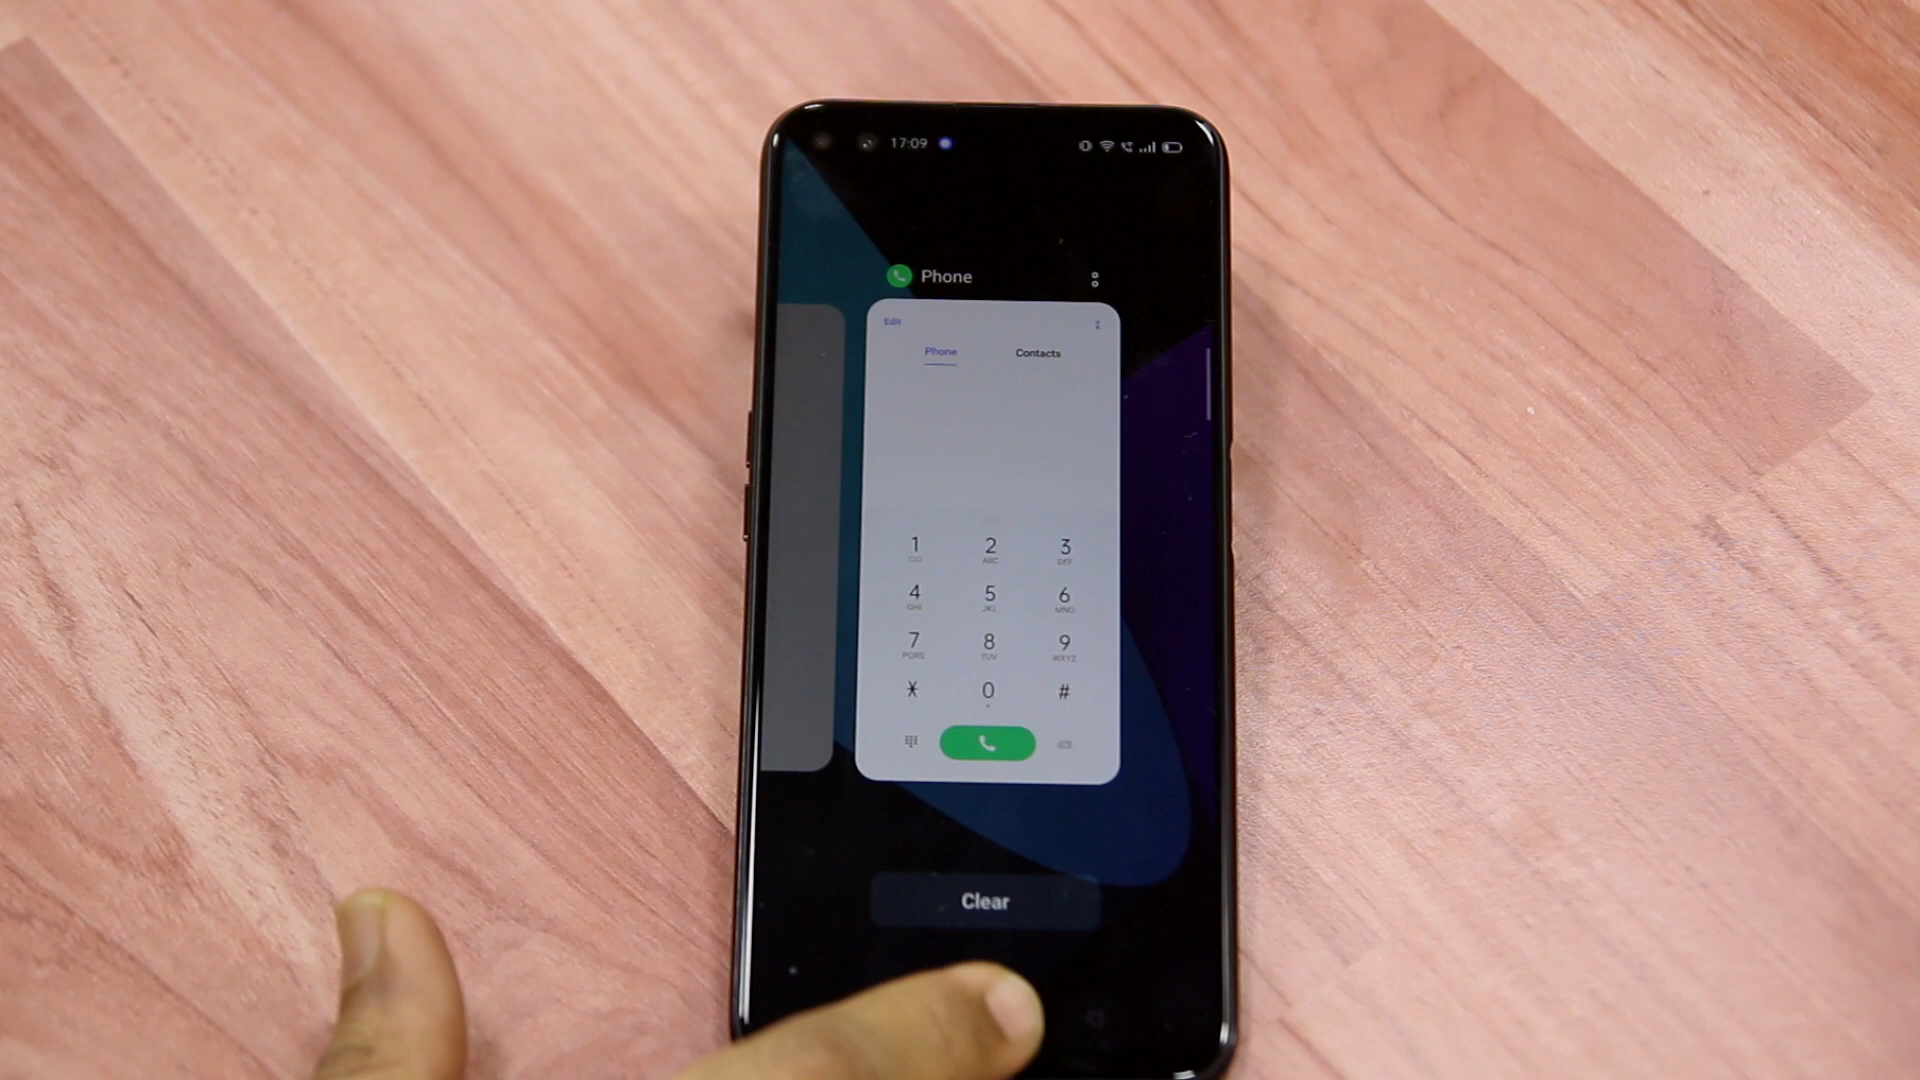 17:09
Phone
Edit
Phone Contacts
1 2 3
ABC DEF
4 5 6
GHI JKL MNO
7 8 9
PQRS TUV WXYZ
* 0 #
Clear